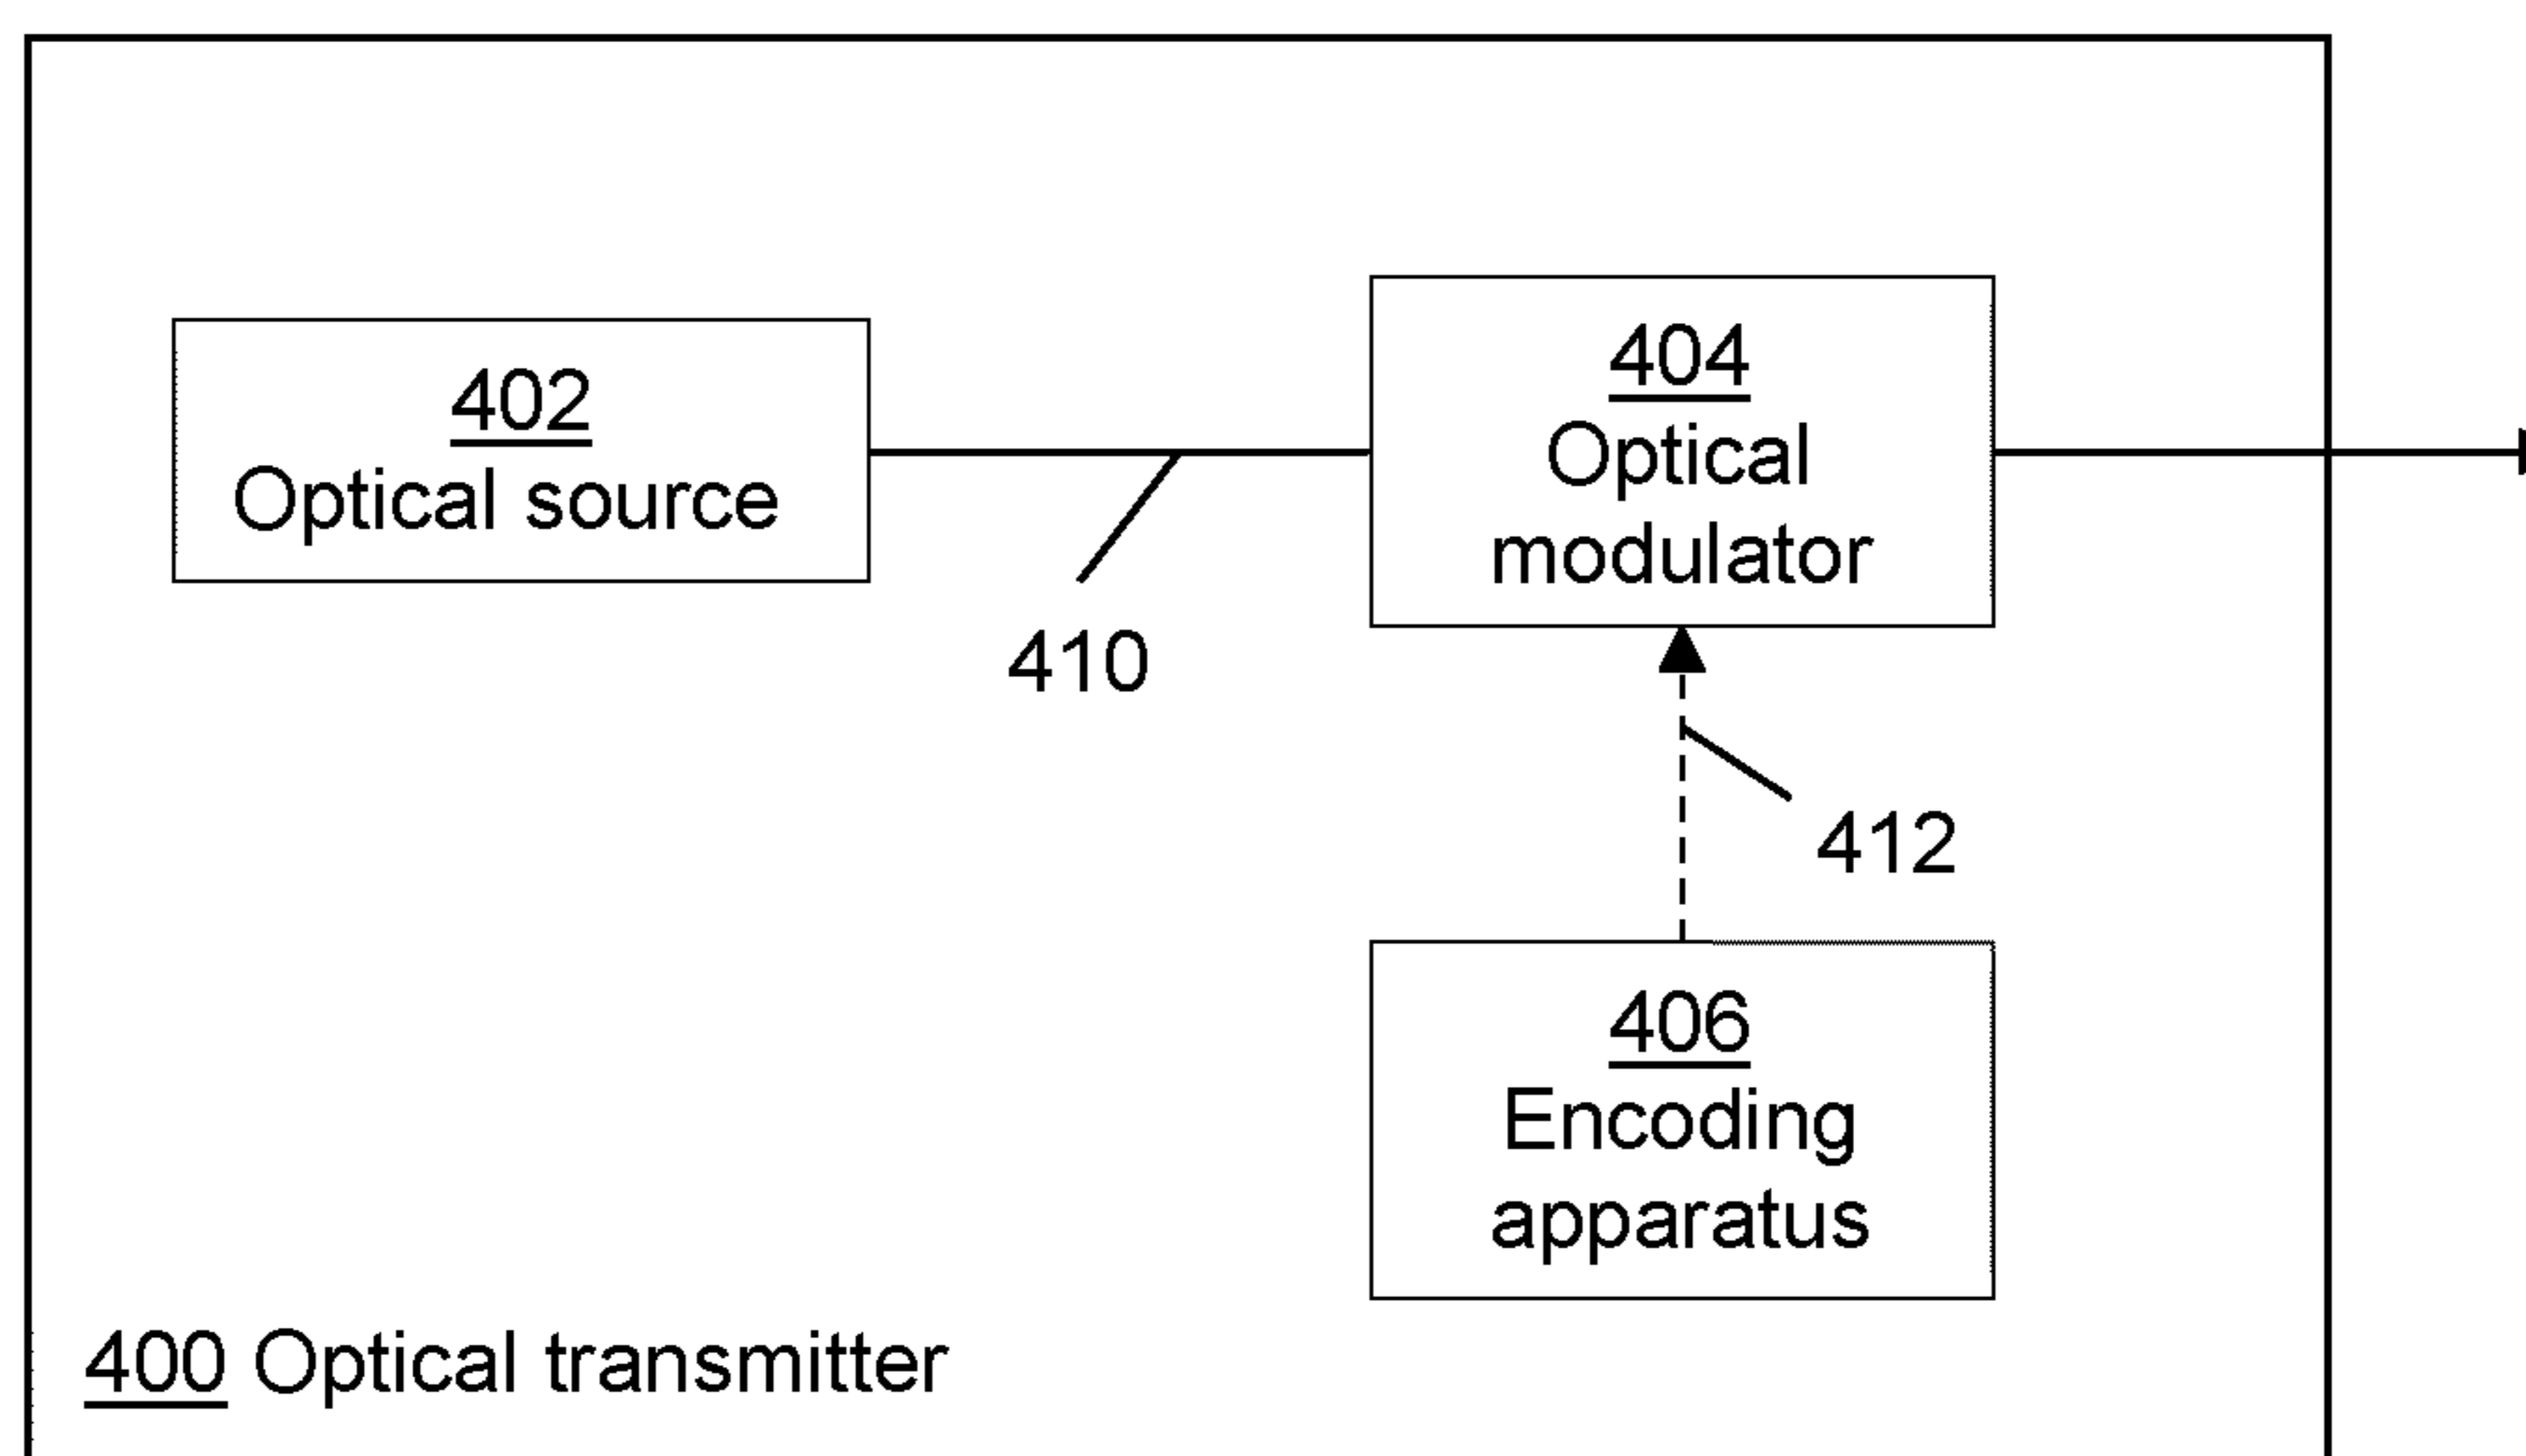 402
Optical source
404
Optical
modulator
410
412
406
Encoding
apparatus
400 Optical transmitter